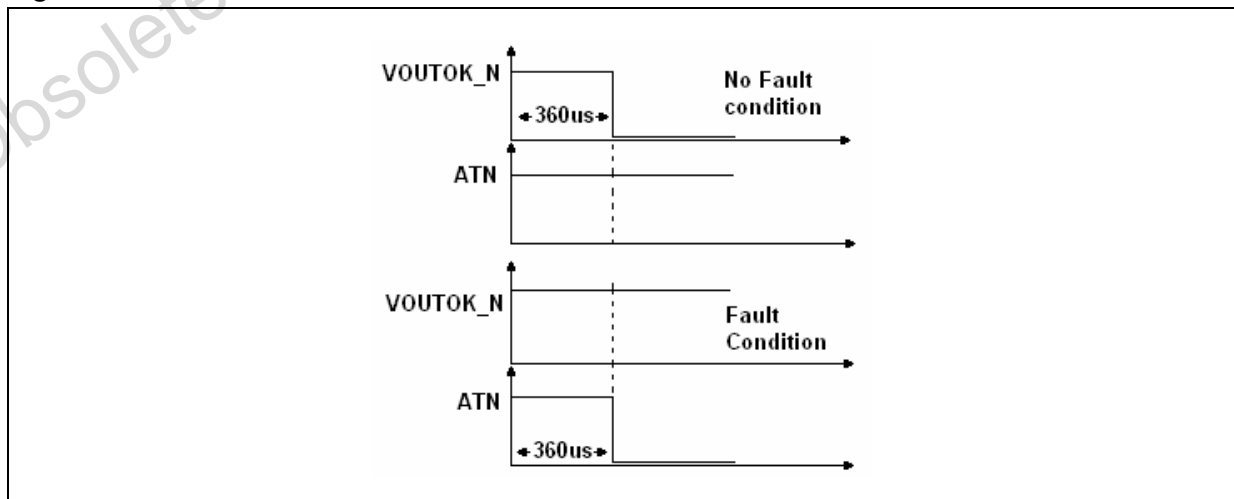 VOUTOK_N
No Fault
condition
360us
ATN
VOUTOK_N
Fault
Condition
ATN
360us